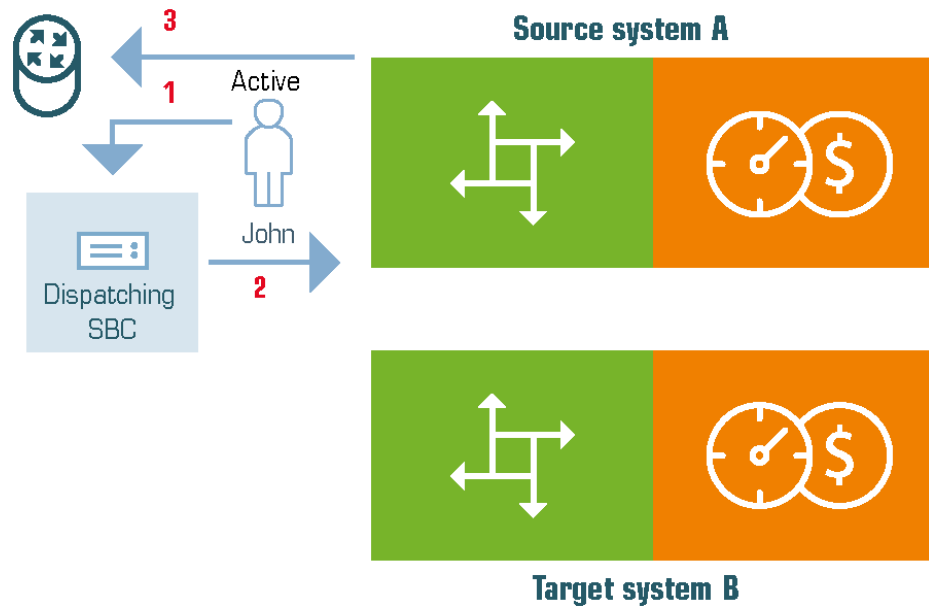 3
Source system A
1
Active
John
2
Dispatching
SBC
$
$
Target system B